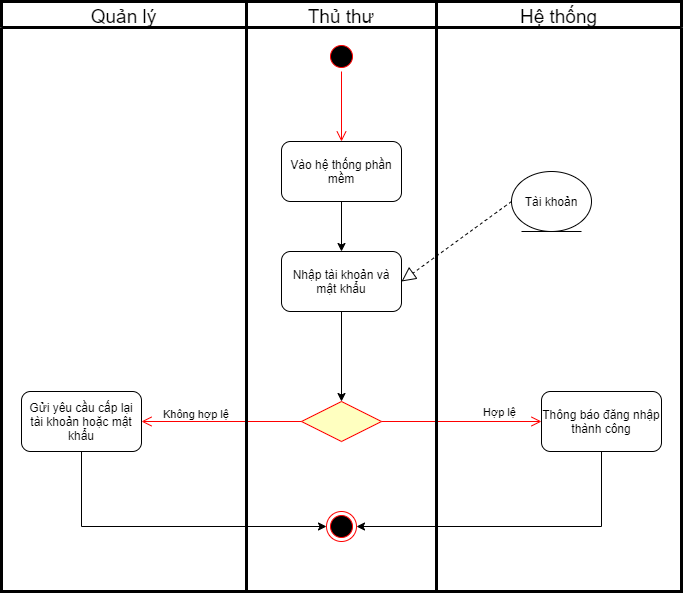 Quản lý
Thủ thư
Hệ thống
Vào hệ thống phần
mềm
Tài khoản
Nhập tài khoản và
mật khẩu
Gửi yêu cầu cấp lại
tài khoản hoặc mật
khẩu
Không hợp lệ
Hợp lệ
Thông báo đăng nhập
thành công